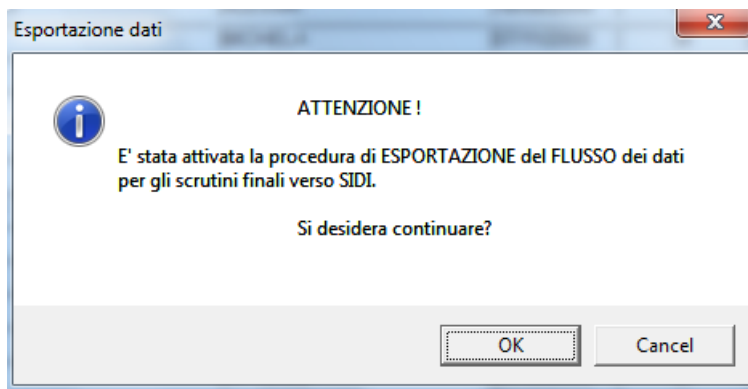 Esportazione dati
ATTENZIONE !
E' stata attivata la procedura di ESPORTAZIONE del FLUSSO dei dati
per gli scrutini finali verso SIDI.
Si desidera continuare?
OK
Cancel